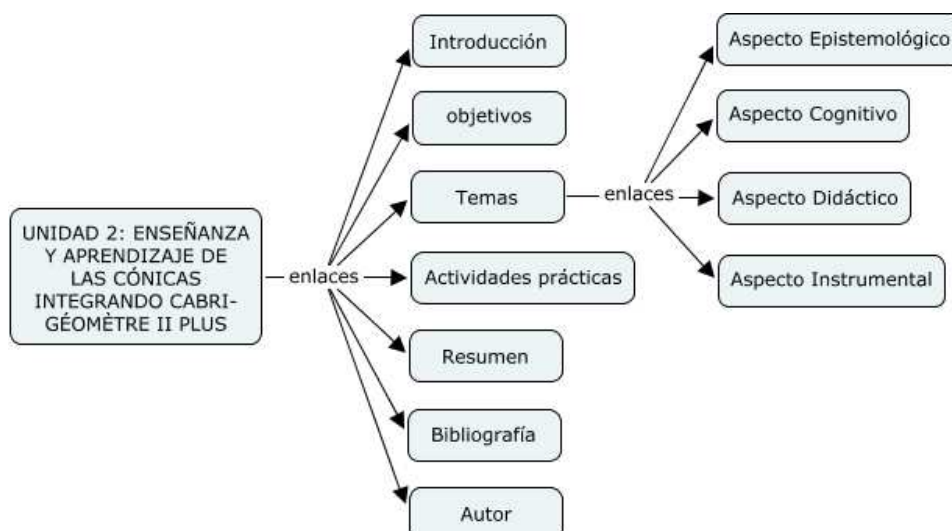 UNIDAD 2: ENSEÑANZA
Y APRENDIZAJE DE
LAS CÓNICAS
INTEGRANDO CABRI-
GÉOMÈTRE II PLUS
enlaces
Introducción
objetivos
Temas
Actividades prácticas
Resumen
Bibliografía
Autor
enlaces
Aspecto Epistemológico
Aspecto Cognitivo
Aspecto Didáctico
Aspecto Instrumental